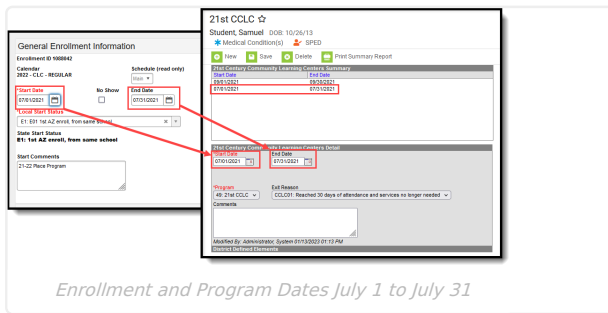 General Enrollment Information
Enrollment ID 1088042
Calendar
Schedule (read only)
2022 - CLC - REGULAR
Main
*Start Date
No Show
End Date
07/01/2021
07/31/2021
*Local Start Status
E1: E01 1st AZ enroll, from same school
State Start Status
E1: 1st AZ enroll, from same school
Start Comments
21-22 Place Program
21st CCLC
Student, Samuel DOB: 10/26/13
Medical Condition(s) SPED
New Save Delete Print Summary Report
21st Century Community Learning Centers Summary
Start Date End Date
09/01/2021 09/30/2021
07/01/2021 07/31/2021
21st Century Community Learning Centers Detail
*Start Date End Date
07/01/2021 07/31/2021
*Program Exit Reason
49: 21st CCLC CCLC01: Reached 30 days of attendance and services no longer needed
Comments
Modified By: Administrator, System 01/13/2023 01:13 PM
District Defined Elements
Enrollment and Program Dates July 1 to July 31